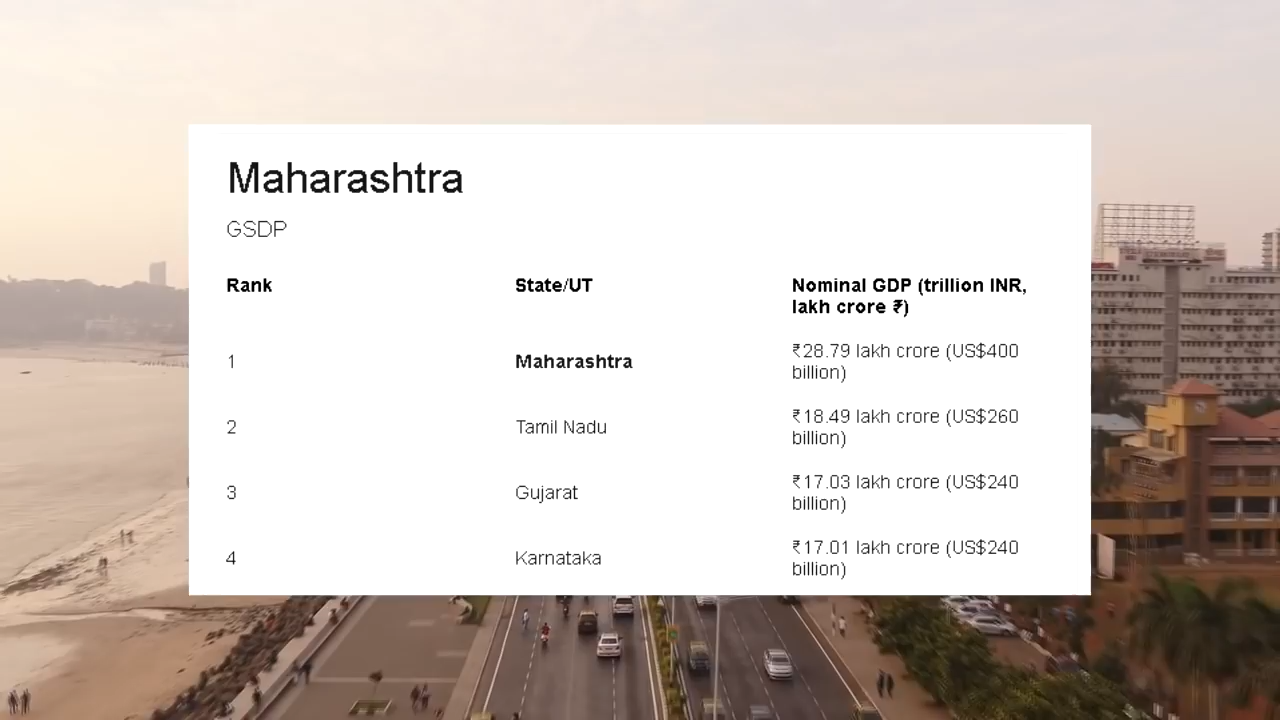 Maharashtra
GSDP
Rank State/UT Nominal GDP (trillion INR,
lakh crore ₹)
1 Maharashtra ₹28.79 lakh crore (US$400
billion)
2 Tamil Nadu ₹18.49 lakh crore (US$260
billion)
3 Gujarat ₹17.03 lakh crore (US$240
billion)
4 Karnataka ₹17.01 lakh crore (US$240
billion)